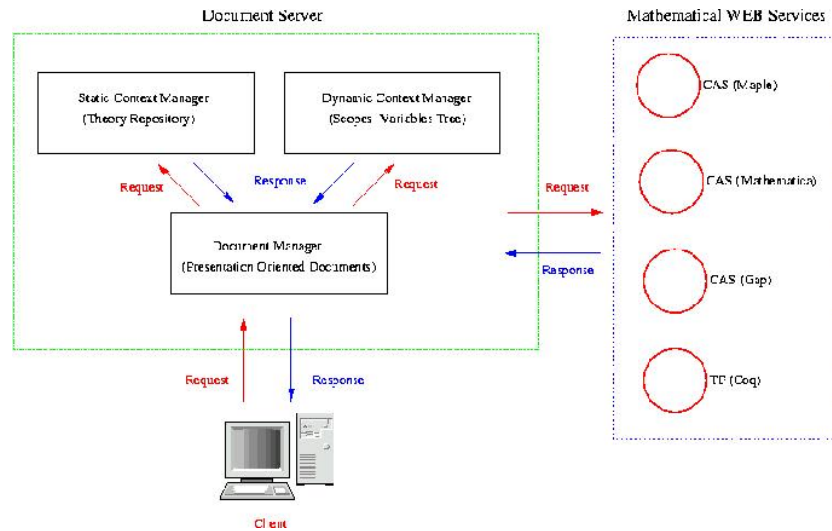 Document Server
Mathematical WEB Services
Static Context Manager
(Theory Repository)
Dynamic Context Manager
(Scopes Variables Tree)
CAS (Maple)
Request
Response
Request
Request
CAS (Mathematica)
Document Manager
(Presentation Oriented Documents)
Response
CAS (Gap)
Request
Response
TP (Coq)
Client